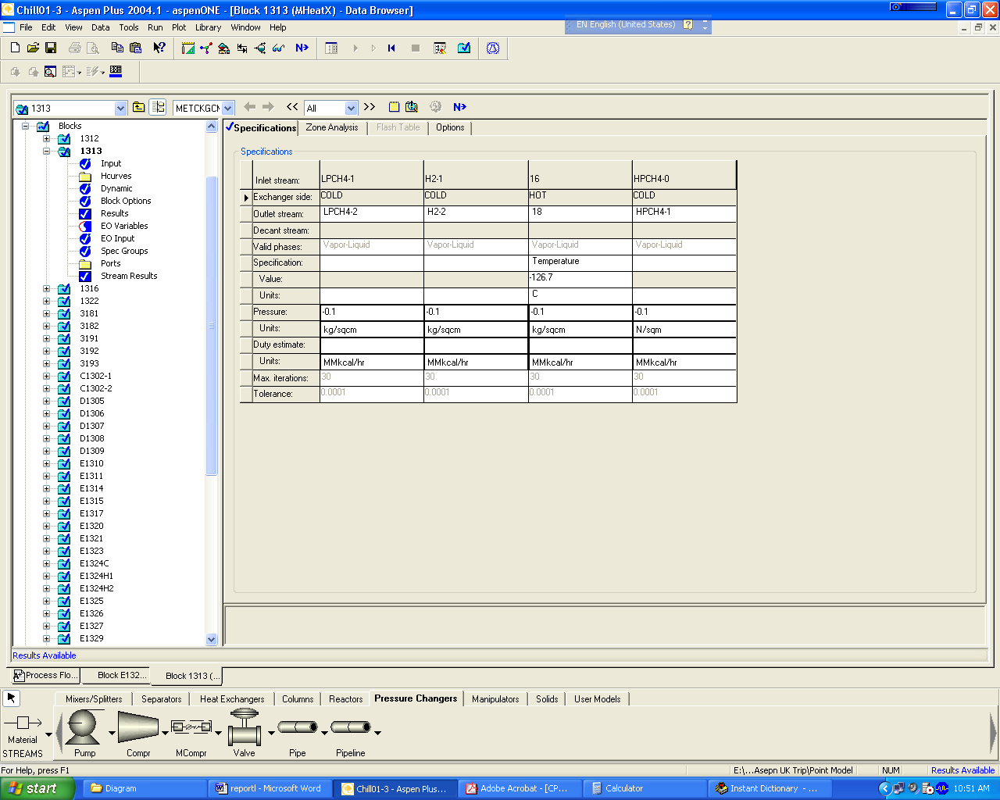 Chill01-3 - Aspen Plus 2004.1 - aspenONE - [Block 1313 (MHeatX) - Data Browser]
EN English (United States)
File Edit View Data Tools Run Plot Library Window Help
N>
1313 METCKGCN << All >> N>
Blocks
1312
1313
Input
Hcurves
Dynamic
Block Options
Results
EO Variables
EO Input
Spec Groups
Ports
Stream Results
1316
1322
3181
3182
3191
3192
3193
C1302-1
C1302-2
D1305
D1306
D1307
D1308
D1309
E1310
E1311
E1314
E1315
E1317
E1320
E1321
E1323
E1324C
E1324H1
E1324H2
E1325
E1326
E1327
E1329
Specifications Zone Analysis Flash Table Options
Specifications
Inlet stream: LPCH4-1 H2-1 16 HPCH4-0
Exchanger side: COLD COLD HOT COLD
Outlet stream: LPCH4-2 H2-2 18 HPCH4-1
Decant stream:
Valid phases: Vapor-Liquid Vapor-Liquid Vapor-Liquid Vapor-Liquid
Specification: Temperature
Value: -126.7
Units: C
Pressure: -0.1 -0.1 -0.1 -0.1
Units: kg/sqcm kg/sqcm kg/sqcm N/sqm
Duty estimate:
Units: MMkcal/hr MMkcal/hr MMkcal/hr MMkcal/hr
Max. iterations: 30 30 30 30
Tolerance: 0.0001 0.0001 0.0001 0.0001
Results Available
Process Flo... Block E132... Block 1313 (...
Mixers/Splitters Separators Heat Exchangers Columns Reactors Pressure Changers Manipulators Solids User Models
Material
STREAMS Pump Compr MCompr Valve Pipe Pipeline
For Help, press F1 E:\...Asepn UK Trip\Point Model NUM Results Available
start Diagram reportl - Microsoft Word Chill01-3 - Aspen Plus... Adobe Acrobat - [CP... Calculator Instant Dictionary - ... 10:51 AM